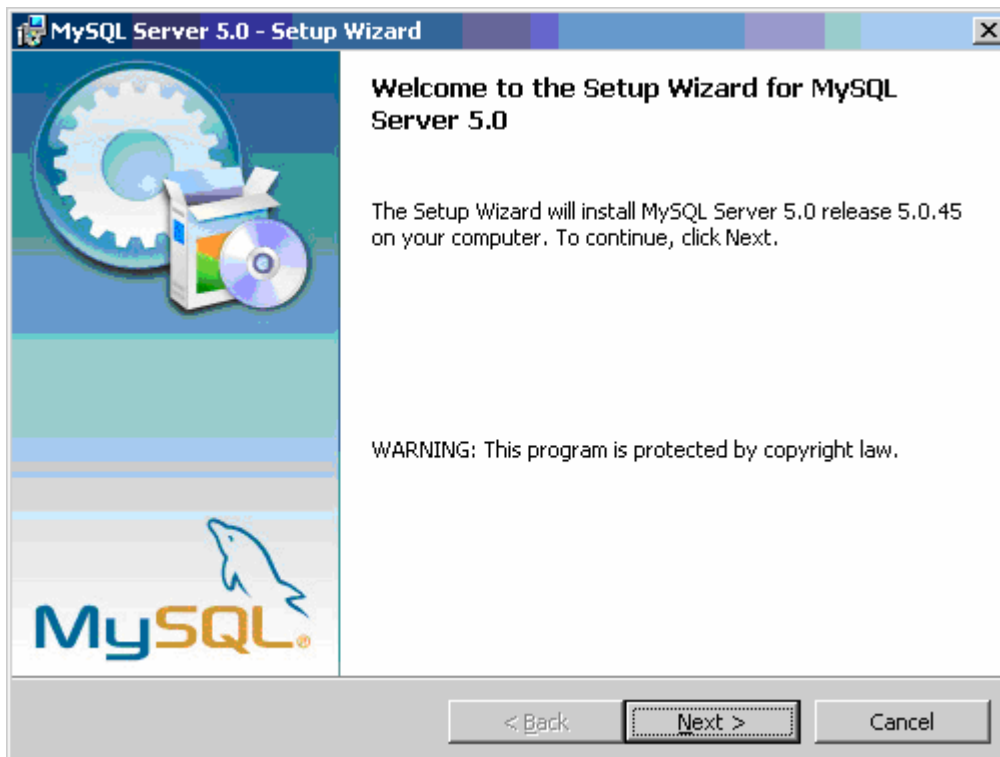 MySQL Server 5.0 - Setup Wizard
Welcome to the Setup Wizard for MySQL
Server 5.0
The Setup Wizard will install MySQL Server 5.0 release 5.0.45
on your computer. To continue, click Next.
WARNING: This program is protected by copyright law.
MySQL®
< Back
Next >
Cancel